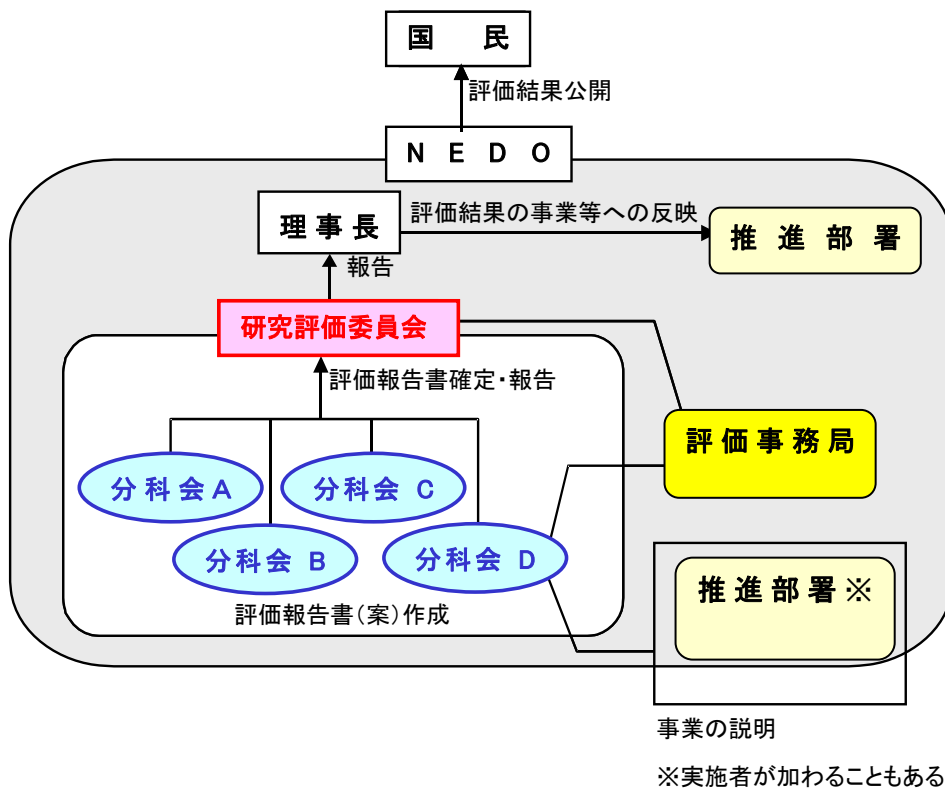 国 民
評価結果公開
N E D O
理事長
評価結果の事業等への反映
推進部署
報告
研究評価委員会
評価報告書確定・報告
評価事務局
分科会A
分科会 C
分科会 B
分科会 D
推進部署※
評価報告書(案)作成
事業の説明
※実施者が加わることもある